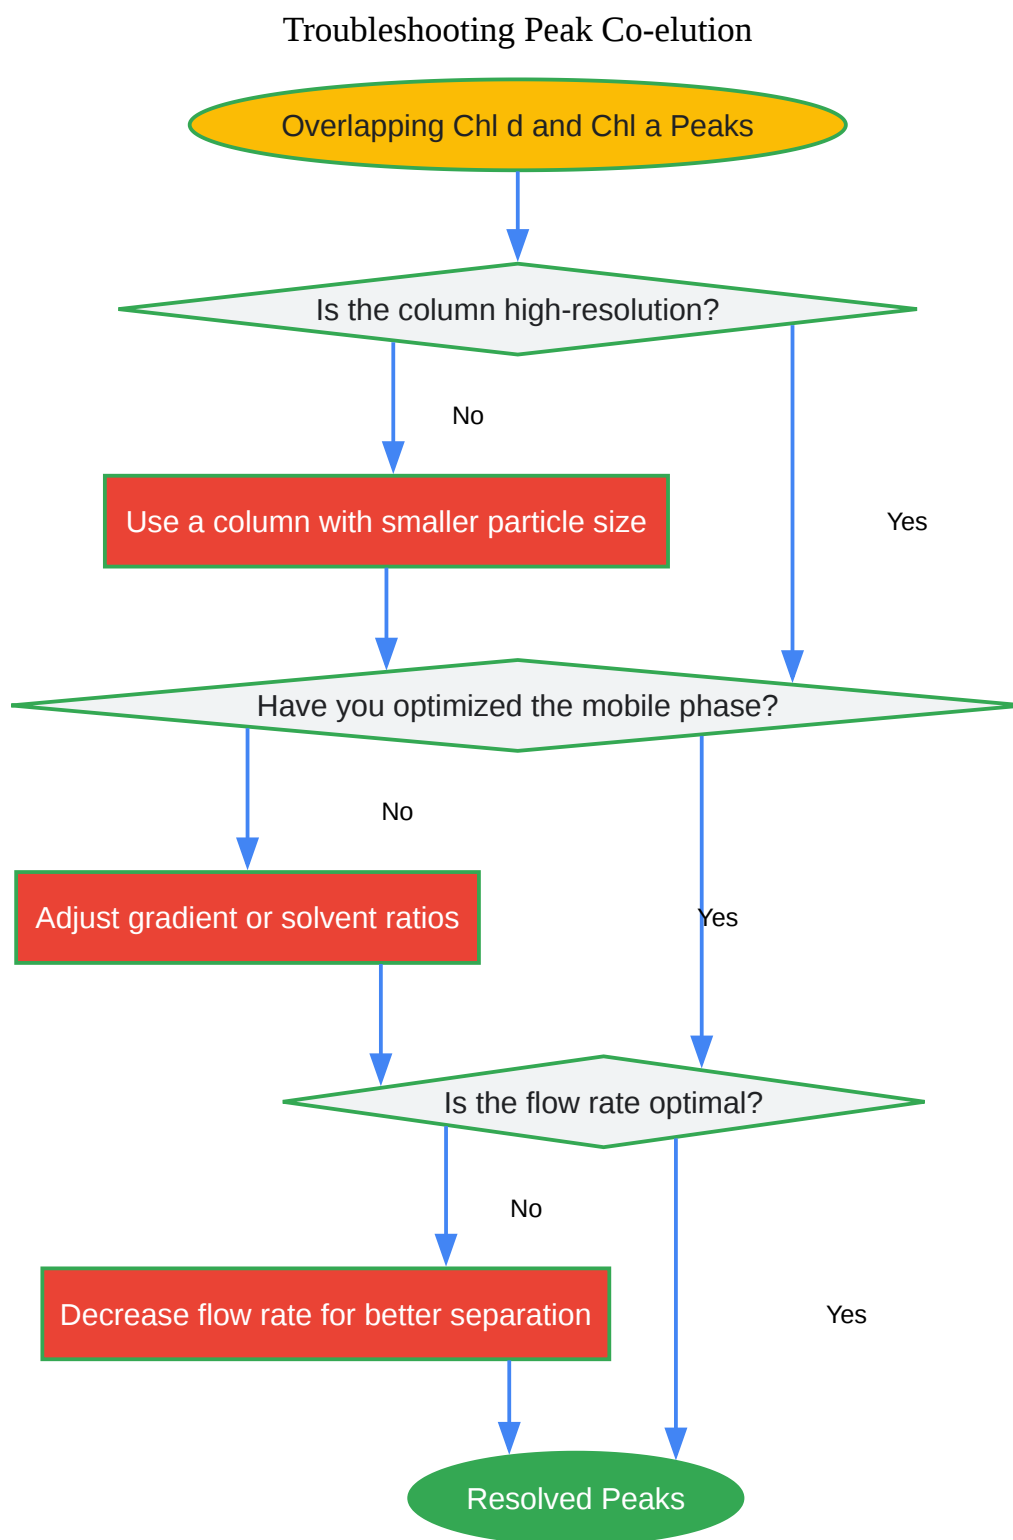 Troubleshooting Peak Co-elution
Overlapping Chl d and Chl a Peaks
Is the column high-resolution?
No
Use a column with smaller particle size
Yes
Have you optimized the mobile phase?
No
Adjust gradient or solvent ratios
Yes
Is the flow rate optimal?
No
Decrease flow rate for better separation
Yes
Resolved Peaks